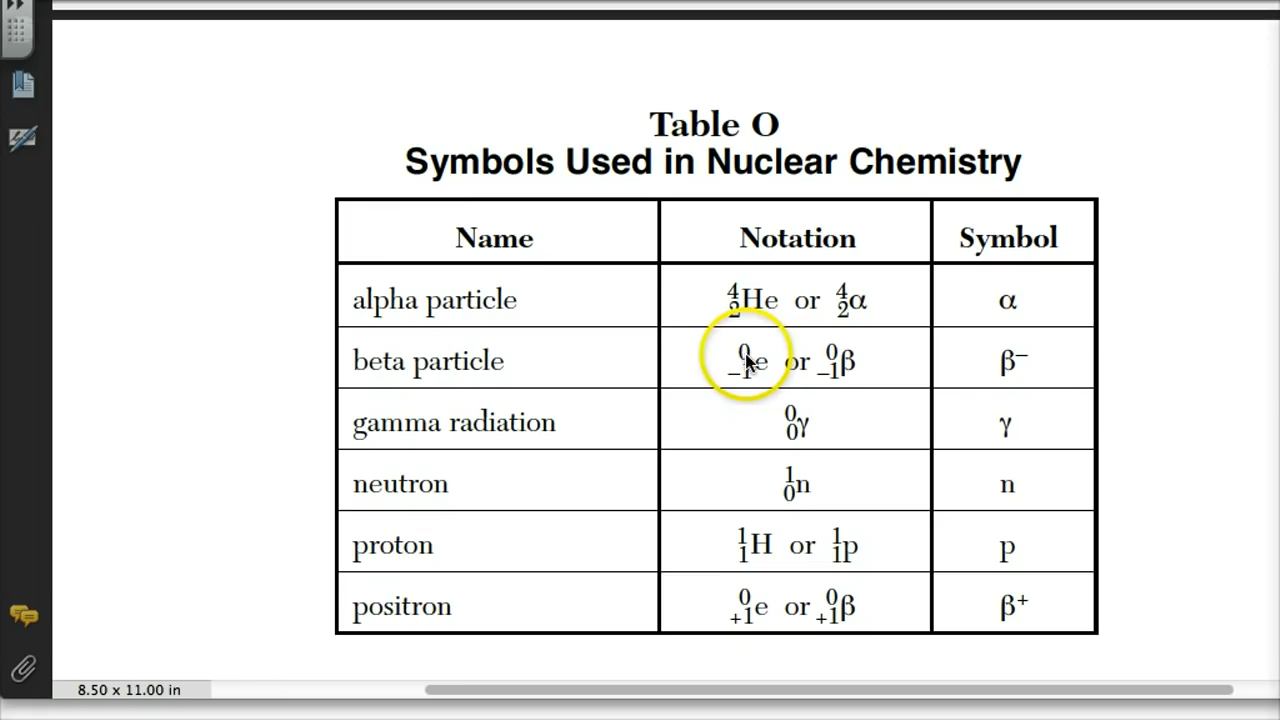 Table O
Symbols Used in Nuclear Chemistry
Name Notation Symbol
alpha particle ⁴₂He or ⁴₂α α
beta particle ⁰₋₁e or ⁰₋₁β β⁻
gamma radiation ⁰₀γ γ
neutron ¹₀n n
proton ¹₁H or ¹₁p p
positron ⁰₊₁e or ⁰₊₁β β⁺
8.50 x 11.00 in